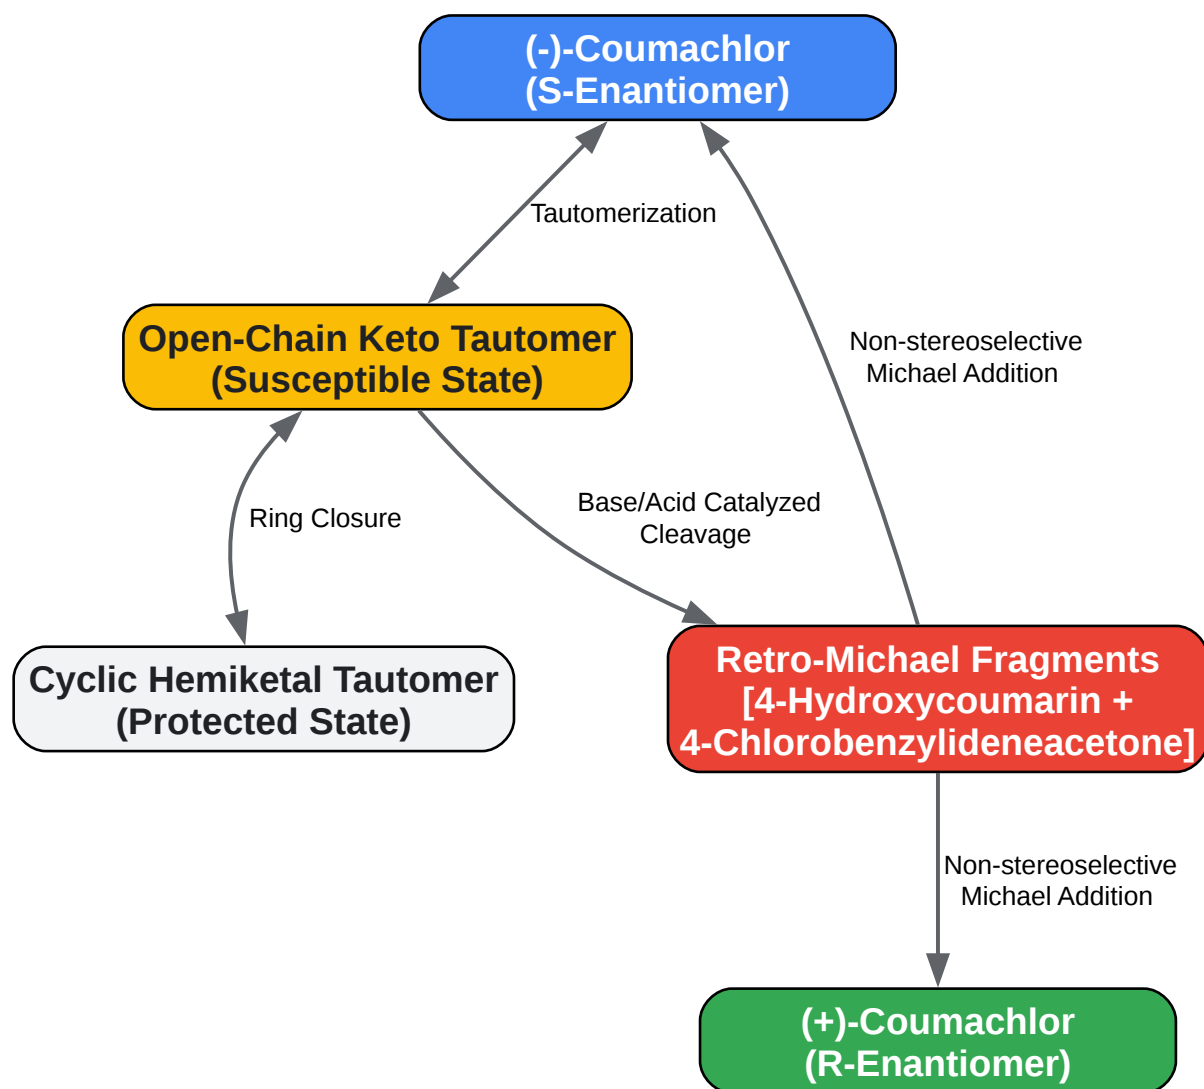 (-)-Coumachlor
(S-Enantiomer)
Tautomerization
Open-Chain Keto Tautomer
(Susceptible State)
Non-stereoselective
Michael Addition
Ring Closure
Base/Acid Catalyzed
Cleavage
Cyclic Hemiketal Tautomer
(Protected State)
Retro-Michael Fragments
[4-Hydroxycoumarin +
4-Chlorobenzylideneacetone]
Non-stereoselective
Michael Addition
(+)-Coumachlor
(R-Enantiomer)